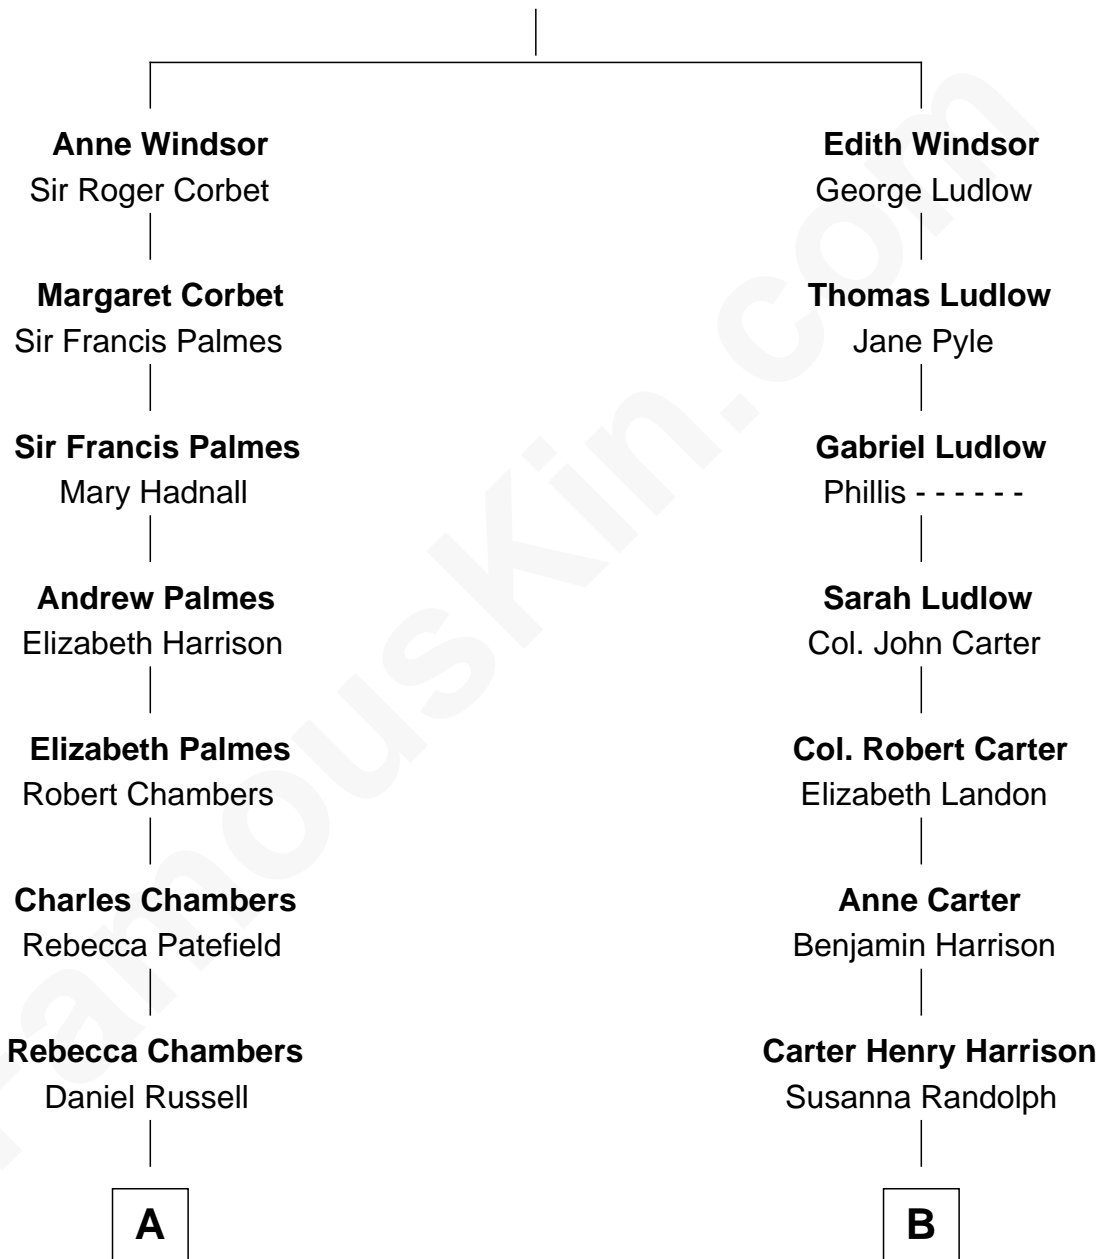 Anne Windsor
Sir Roger Corbet
Margaret Corbet
Sir Francis Palmes
Sir Francis Palmes
Mary Hadnall
Andrew Palmes
Elizabeth Harrison
Elizabeth Palmes
Robert Chambers
Charles Chambers
Rebecca Patefield
Rebecca Chambers
Daniel Russell
A
Edith Windsor
George Ludlow
Thomas Ludlow
Jane Pyle
Gabriel Ludlow
Phillis - - - - - -
Sarah Ludlow
Col. John Carter
Col. Robert Carter
Elizabeth Landon
Anne Carter
Benjamin Harrison
Carter Henry Harrison
Susanna Randolph
B
FamousKin.com